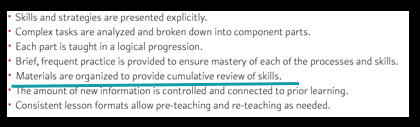 • Skills and strategies are presented explicitly.
• Complex tasks are analyzed and broken down into component parts.
• Each part is taught in a logical progression.
• Brief, frequent practice is provided to ensure mastery of each of the processes and skills.
• Materials are organized to provide cumulative review of skills.
• The amount of new information is controlled and connected to prior learning.
• Consistent lesson formats allow pre-teaching and re-teaching as needed.